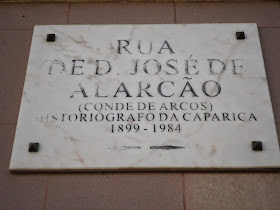 RUA
DE D. JOSÉ DE
ALARCÃO
(CONDE DE ARCOS)
HISTORIÓGRAFO DA CAPARICA
1899-1984